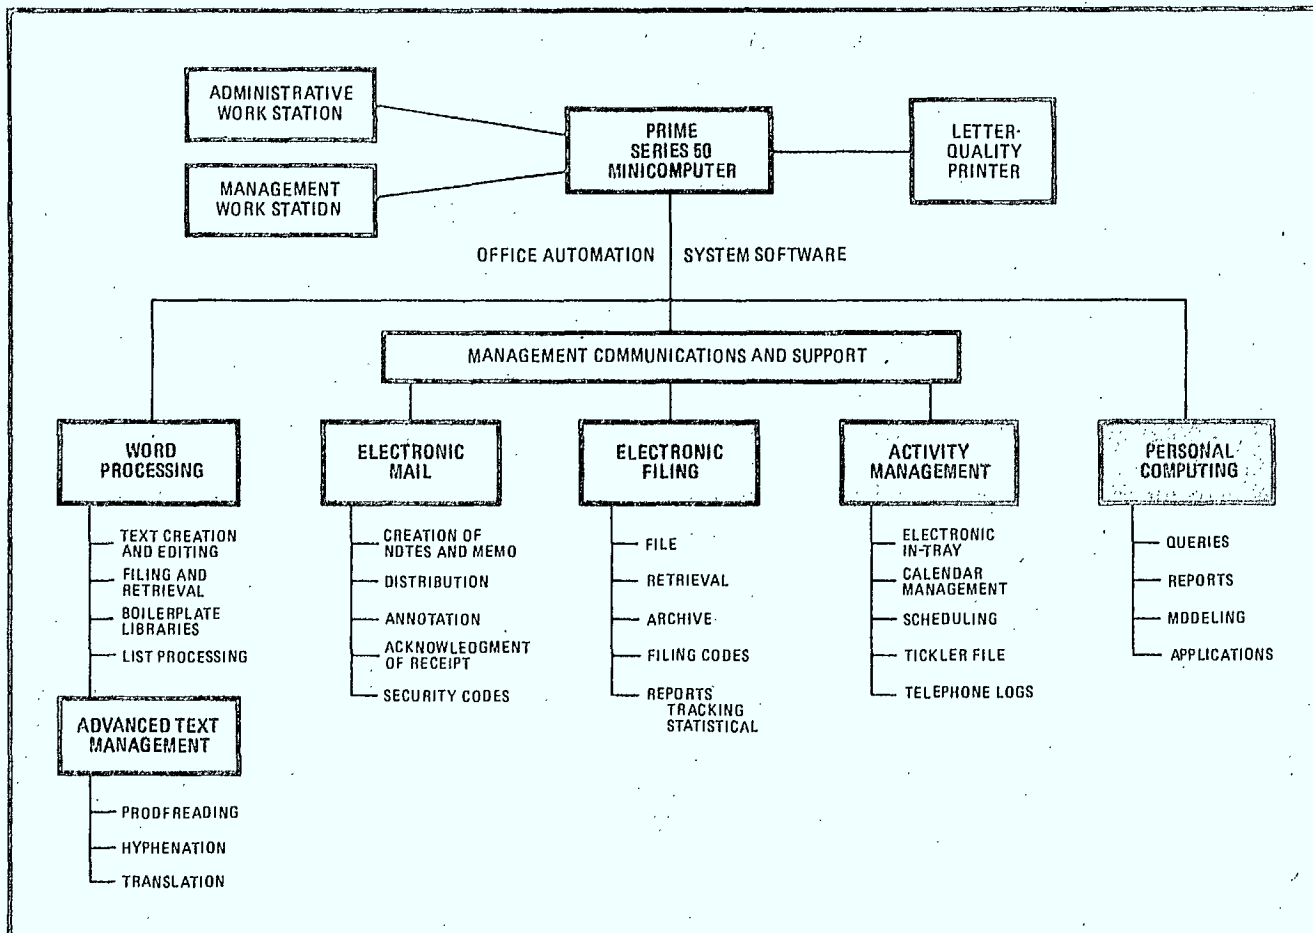 ADMINISTRATIVE
WORK STATION
PRIME
SERIES 50
MINICOMPUTER
LETTER-
QUALITY
PRINTER
MANAGEMENT
WORK STATION
OFFICE AUTOMATION SYSTEM SOFTWARE
MANAGEMENT COMMUNICATIONS AND SUPPORT
WORD
PROCESSING
TEXT CREATION
AND EDITING
FILING AND
RETRIEVAL
BOILERPLATE
LIBRARIES
LIST PROCESSING
ADVANCED TEXT
MANAGEMENT
PROOFREADING
HYPHENATION
TRANSLATION
ELECTRONIC
MAIL
CREATION OF
NOTES AND MEMO
DISTRIBUTION
ANNOTATION
ACKNOWLEDGMENT
OF RECEIPT
SECURITY CODES
ELECTRONIC
FILING
FILE
RETRIEVAL
ARCHIVE
FILING CODES
REPORTS
TRACKING
STATISTICAL
ACTIVITY
MANAGEMENT
ELECTRONIC
IN-TRAY
CALENDAR
MANAGEMENT
SCHEDULING
TICKLER FILE
TELEPHONE LOGS
PERSONAL
COMPUTING
QUERIES
REPORTS
MODELING
APPLICATIONS